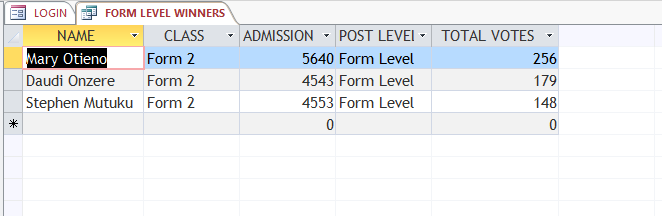 LOGIN FORM LEVEL WINNERS
NAME CLASS ADMISSION POST LEVEL TOTAL VOTES
Mary Otieno Form 2 5640 Form Level 256
Daudi Onzere Form 2 4543 Form Level 179
Stephen Mutuku Form 2 4553 Form Level 148
* 0 0